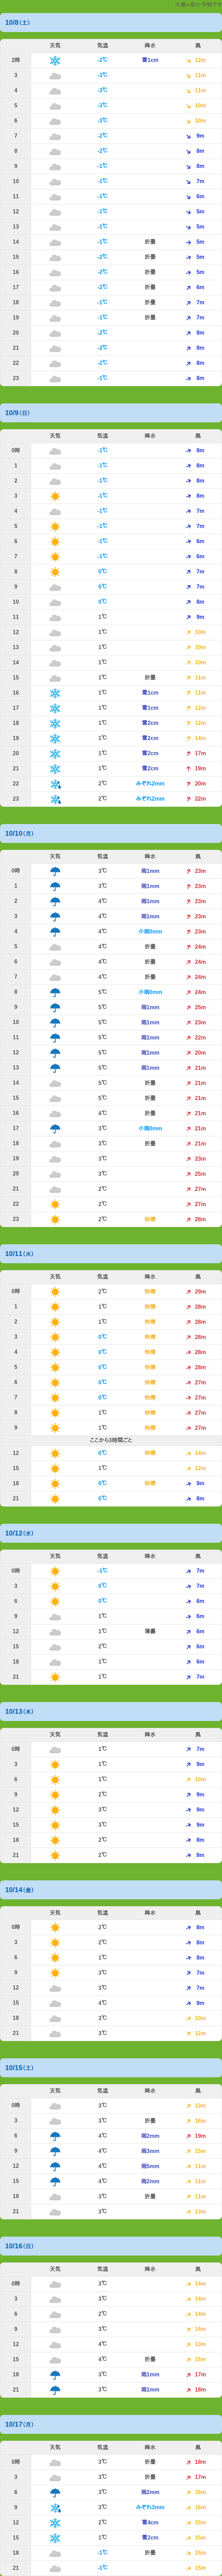 ※槍ヶ岳の予報です
10/8(土)
天気 気温 降水 風
2時 -2℃ 雪1cm 12m
3 -3℃ 11m
4 -3℃ 11m
5 -3℃ 10m
6 -3℃ 10m
7 -2℃ 9m
8 -2℃ 8m
9 -1℃ 8m
10 -1℃ 7m
11 -1℃ 6m
12 -1℃ 5m
13 -1℃ 5m
14 -1℃ 折曇 5m
15 -2℃ 折曇 5m
16 -2℃ 折曇 5m
17 -2℃ 折曇 6m
18 -1℃ 折曇 7m
19 -1℃ 折曇 7m
20 -2℃ 8m
21 -2℃ 8m
22 -2℃ 8m
23 -1℃ 8m
10/9(日)
天気 気温 降水 風
0時 -1℃ 8m
1 -1℃ 8m
2 -1℃ 8m
3 -1℃ 8m
4 -1℃ 7m
5 -1℃ 7m
6 -1℃ 6m
7 -1℃ 6m
8 0℃ 7m
9 0℃ 7m
10 0℃ 8m
11 1℃ 9m
12 1℃ 10m
13 1℃ 10m
14 1℃ 10m
15 1℃ 折曇 11m
16 1℃ 雪1cm 11m
17 1℃ 雪1cm 12m
18 1℃ 雪2cm 12m
19 1℃ 雪2cm 14m
20 1℃ 雪2cm 17m
21 1℃ 雪2cm 19m
22 2℃ みぞれ2mm 20m
23 2℃ みぞれ2mm 22m
10/10(月)
天気 気温 降水 風
0時 3℃ 雨1mm 23m
1 3℃ 雨1mm 23m
2 4℃ 雨1mm 23m
3 4℃ 雨1mm 23m
4 4℃ 小雨0mm 23m
5 4℃ 折曇 24m
6 4℃ 折曇 24m
7 4℃ 折曇 24m
8 5℃ 小雨0mm 24m
9 5℃ 雨1mm 25m
10 5℃ 雨1mm 23m
11 5℃ 雨1mm 22m
12 5℃ 雨1mm 20m
13 5℃ 雨1mm 21m
14 5℃ 折曇 21m
15 5℃ 折曇 21m
16 4℃ 折曇 21m
17 3℃ 小雨0mm 21m
18 3℃ 折曇 21m
19 3℃ 23m
20 3℃ 25m
21 2℃ 27m
22 2℃ 27m
23 2℃ 快晴 28m
10/11(火)
天気 気温 降水 風
0時 2℃ 快晴 29m
1 1℃ 快晴 28m
2 1℃ 快晴 28m
3 0℃ 快晴 28m
4 0℃ 快晴 28m
5 0℃ 快晴 28m
6 0℃ 快晴 27m
7 0℃ 快晴 27m
8 1℃ 快晴 27m
9 1℃ 快晴 27m
ここから3時間ごと
12 0℃ 快晴 14m
15 1℃ 12m
18 0℃ 快晴 9m
21 0℃ 8m
10/12(水)
天気 気温 降水 風
0時 -1℃ 7m
3 0℃ 7m
6 0℃ 6m
9 1℃ 6m
12 1℃ 薄曇 6m
15 2℃ 6m
18 1℃ 6m
21 1℃ 7m
10/13(木)
天気 気温 降水 風
0時 1℃ 7m
3 1℃ 9m
6 1℃ 10m
9 2℃ 9m
12 3℃ 9m
15 3℃ 9m
18 2℃ 8m
21 2℃ 8m
10/14(金)
天気 気温 降水 風
0時 2℃ 8m
3 2℃ 8m
6 1℃ 8m
9 3℃ 7m
12 3℃ 7m
15 4℃ 9m
18 3℃ 10m
21 3℃ 12m
10/15(土)
天気 気温 降水 風
0時 3℃ 13m
3 3℃ 折曇 16m
6 4℃ 雨2mm 19m
9 4℃ 雨3mm 15m
12 4℃ 雨5mm 11m
15 4℃ 雨2mm 11m
18 3℃ 折曇 11m
21 3℃ 13m
10/16(日)
天気 気温 降水 風
0時 3℃ 14m
3 3℃ 14m
6 2℃ 14m
9 3℃ 14m
12 4℃ 13m
15 4℃ 折曇 15m
18 3℃ 雨1mm 17m
21 3℃ 雨1mm 18m
10/17(月)
天気 気温 降水 風
0時 3℃ 折曇 18m
3 3℃ 折曇 17m
6 3℃ 雨2mm 16m
9 3℃ みぞれ3mm 16m
12 2℃ 雪4cm 15m
15 1℃ 雪2cm 15m
18 -1℃ 折曇 15m
21 -1℃ 15m